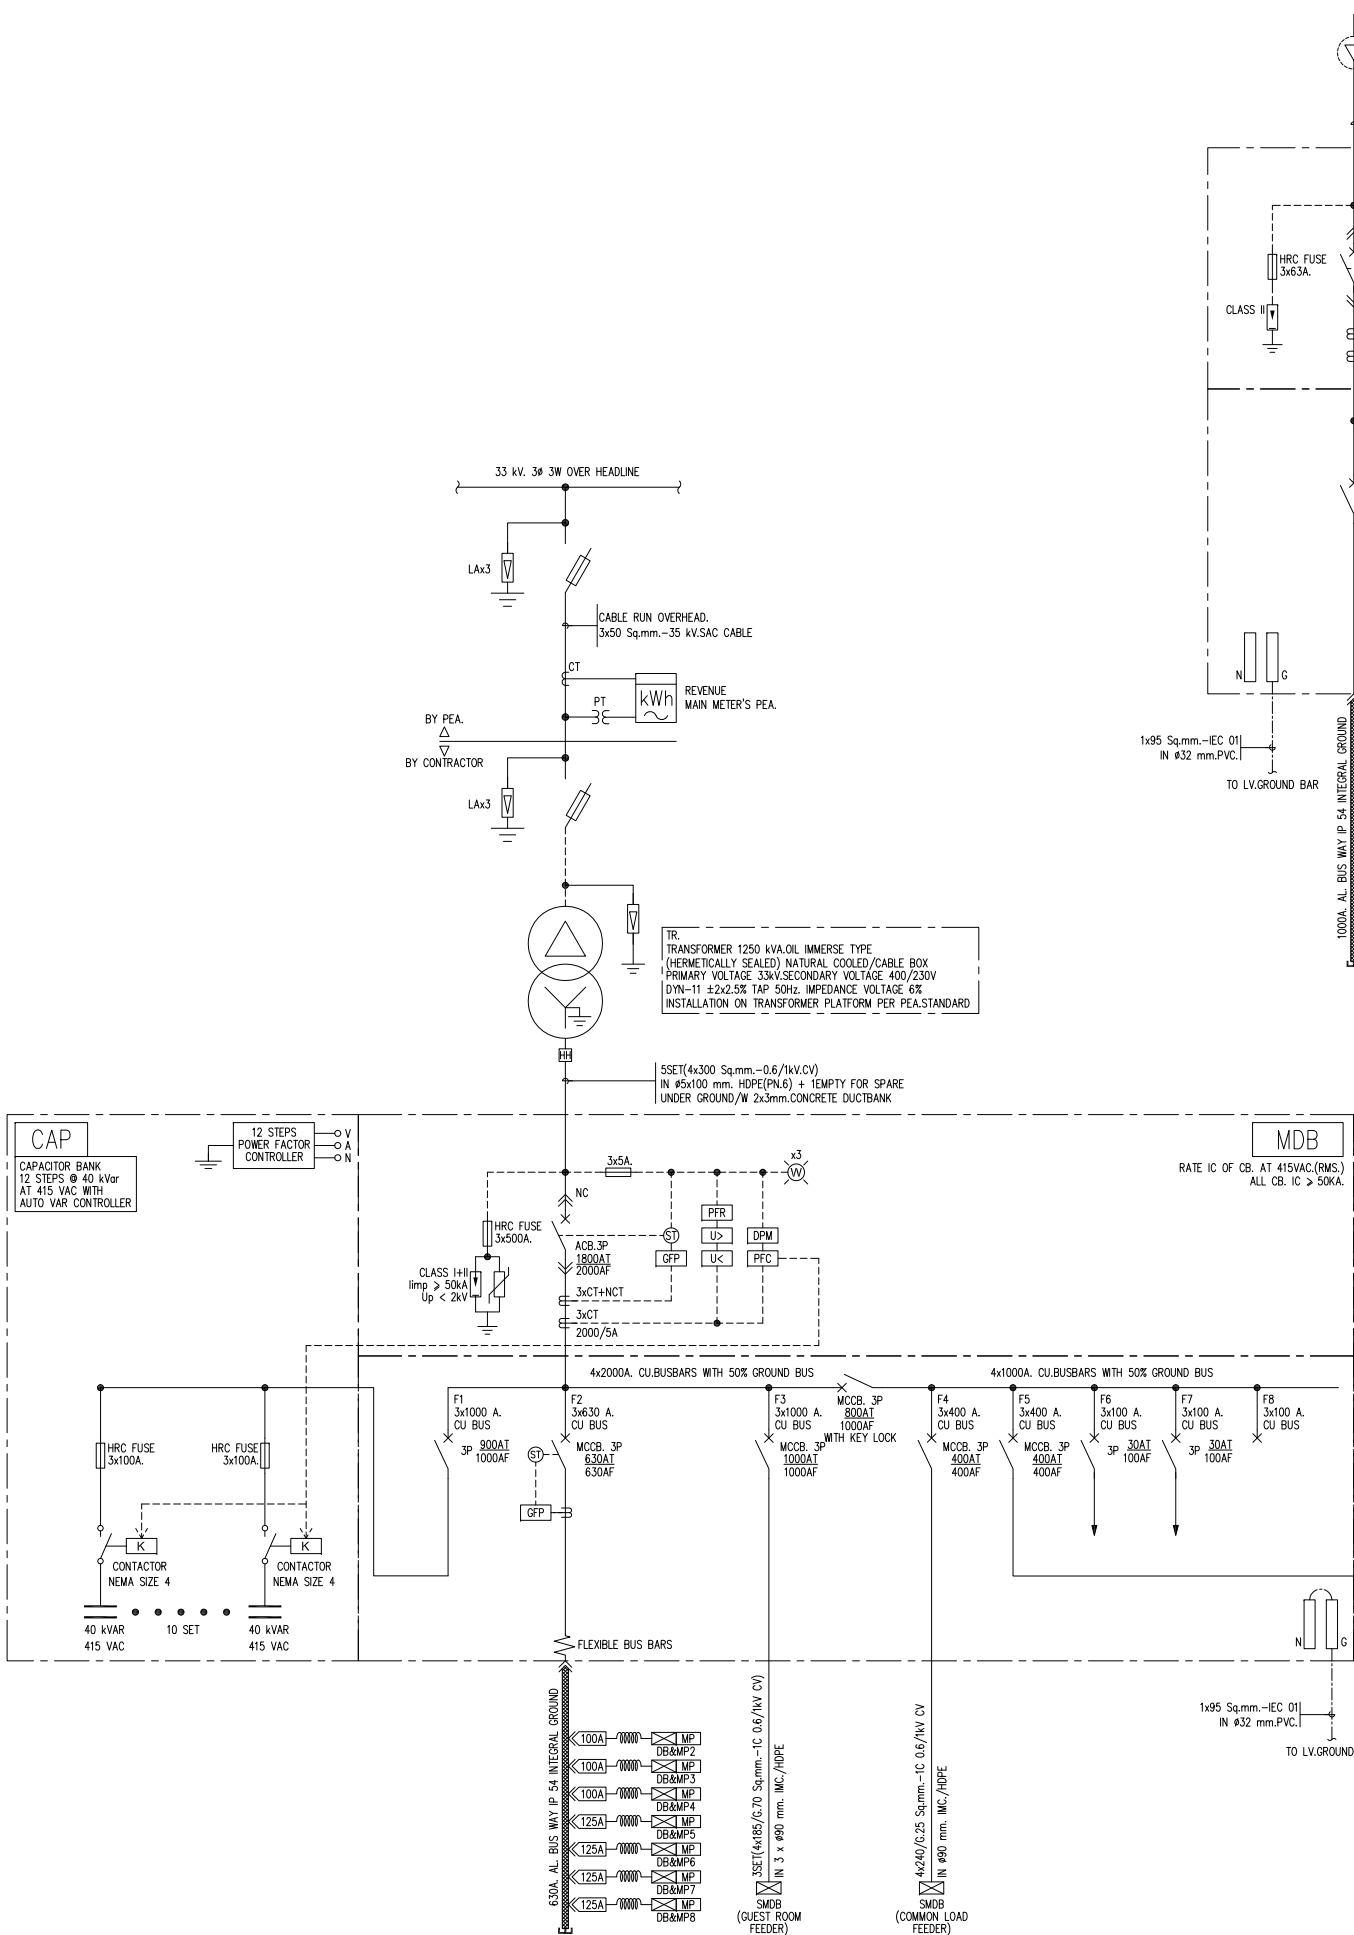 HRC FUSE
3x63A.
CLASS II
N
G
1x95 Sq.mm.-IEC 01
IN ø32 mm.PVC.
TO LV.GROUND BAR
1000A. AL. BUS WAY IP 54 INTEGRAL GROUND
33 kV. 3ø 3W OVER HEADLINE
LAx3
CABLE RUN OVERHEAD.
3x50 Sq.mm.-35 kV.SAC CABLE
CT
PT
kWh
REVENUE
MAIN METER'S PEA.
BY PEA.
BY CONTRACTOR
LAx3
TR.
TRANSFORMER 1250 kVA.OIL IMMERSE TYPE
(HERMETICALLY SEALED) NATURAL COOLED/CABLE BOX
PRIMARY VOLTAGE 33kV.SECONDARY VOLTAGE 400/230V
DYN-11 ±2x2.5% TAP 50Hz. IMPEDANCE VOLTAGE 6%
INSTALLATION ON TRANSFORMER PLATFORM PER PEA.STANDARD
HH
5SET(4x300 Sq.mm.-0.6/1kV.CV)
IN ø5x100 mm. HDPE(PN.6) + 1EMPTY FOR SPARE
UNDER GROUND/W 2x3mm.CONCRETE DUCTBANK
CAP
CAPACITOR BANK
12 STEPS @ 40 kVar
AT 415 VAC WITH
AUTO VAR CONTROLLER
12 STEPS
POWER FACTOR
CONTROLLER
V
A
N
MDB
RATE IC OF CB. AT 415VAC.(RMS.)
ALL CB. IC ⩾ 50KA.
3x5A.
x3
V
NC
HRC FUSE
3x500A.
CLASS I+II
Iimp ⩾ 50kA
Up < 2kV
ACB.3P
1800AT
2000AF
3xCT+NCT
3xCT
2000/5A
ST
GFP
PFR
U>
U<
DPM
PFC
4x2000A. CU.BUSBARS WITH 50% GROUND BUS
4x1000A. CU.BUSBARS WITH 50% GROUND BUS
HRC FUSE
3x100A.
HRC FUSE
3x100A.
K
CONTACTOR
NEMA SIZE 4
K
CONTACTOR
NEMA SIZE 4
40 kVAR
415 VAC
10 SET
40 kVAR
415 VAC
F1
3x1000 A.
CU BUS
3P 900AT
1000AF
F2
3x630 A.
CU BUS
MCCB. 3P
630AT
630AF
ST
GFP
FLEXIBLE BUS BARS
F3
3x1000 A.
CU BUS
MCCB. 3P
1000AT
1000AF
MCCB. 3P
800AT
1000AF
WITH KEY LOCK
F4
3x400 A.
CU BUS
MCCB. 3P
400AT
400AF
F5
3x400 A.
CU BUS
MCCB. 3P
400AT
400AF
F6
3x100 A.
CU BUS
3P 30AT
100AF
F7
3x100 A.
CU BUS
3P 30AT
100AF
F8
3x100 A.
CU BUS
N
G
1x95 Sq.mm.-IEC 01
IN ø32 mm.PVC.
TO LV.GROUND
630A. AL. BUS WAY IP 54 INTEGRAL GROUND
100A MP
DB&MP2
100A MP
DB&MP3
100A MP
DB&MP4
125A MP
DB&MP5
125A MP
DB&MP6
125A MP
DB&MP7
125A MP
DB&MP8
3SET(4x185/G.70 Sq.mm.-1C 0.6/1kV CV)
IN 3 x ø90 mm. IMC./HDPE
SMDB
(GUEST ROOM
FEEDER)
4x240/G.25 Sq.mm.-1C 0.6/1kV CV
IN ø90 mm. IMC./HDPE
SMDB
(COMMON LOAD
FEEDER)